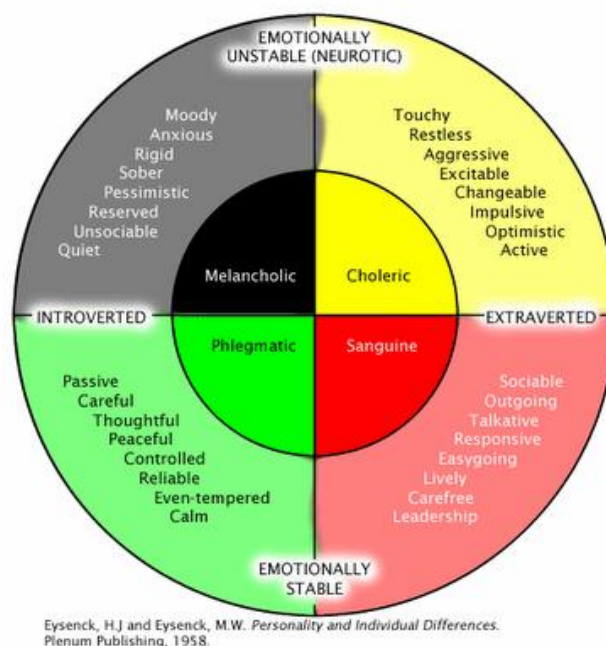 EMOTIONALLY
UNSTABLE (NEUROTIC)
Moody
Anxious
Rigid
Sober
Pessimistic
Reserved
Unsociable
Quiet
Touchy
Restless
Aggressive
Excitable
Changeable
Impulsive
Optimistic
Active
Melancholic
Choleric
INTROVERTED
EXTRAVERTED
Phlegmatic
Sanguine
Passive
Careful
Thoughtful
Peaceful
Controlled
Reliable
Even-tempered
Calm
Sociable
Outgoing
Talkative
Responsive
Easygoing
Lively
Carefree
Leadership
EMOTIONALLY
STABLE
Eysenck, H.J and Eysenck, M.W. Personality and Individual Differences.
Plenum Publishing, 1958.